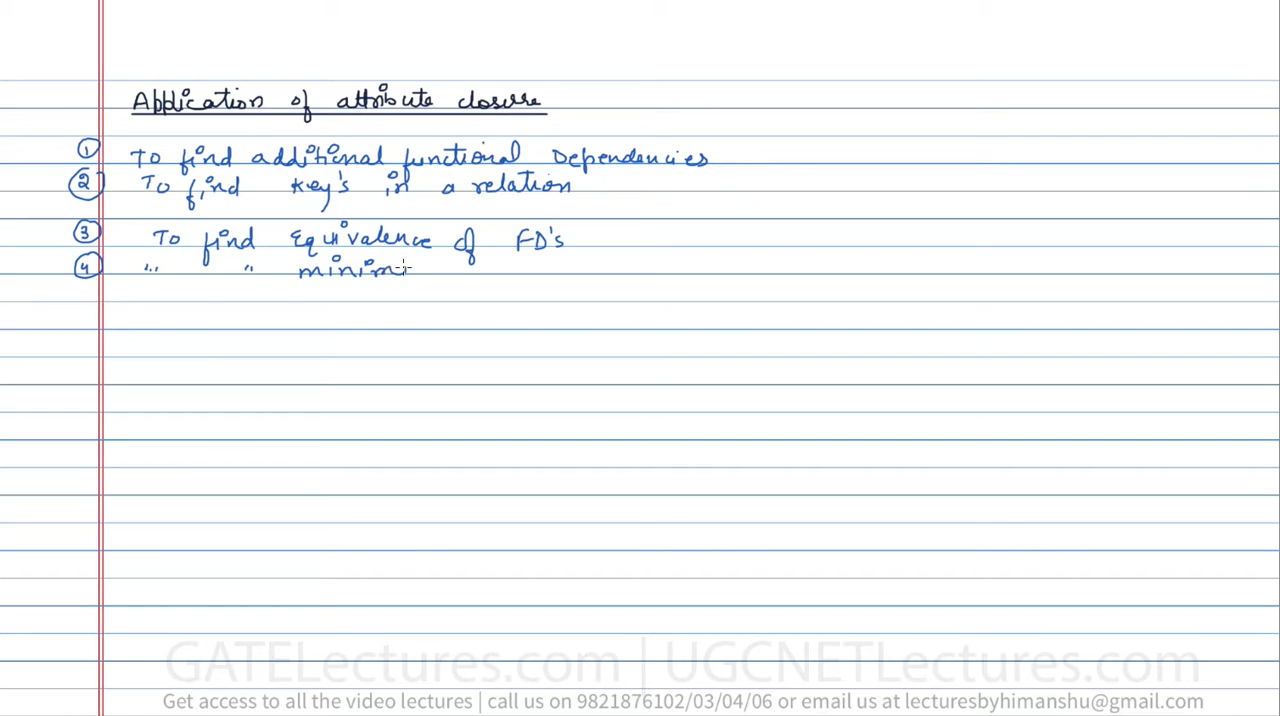 Application of attribute closure
① To find additional functional Dependencies
② To find Key's in a relation
③ To find Equivalence of FD's
④ " " minim
GATELectures.com | UGCNETLectures.com
Get access to all the video lectures | call us on 9821876102/03/04/06 or email us at lecturesbyhimanshu@gmail.com